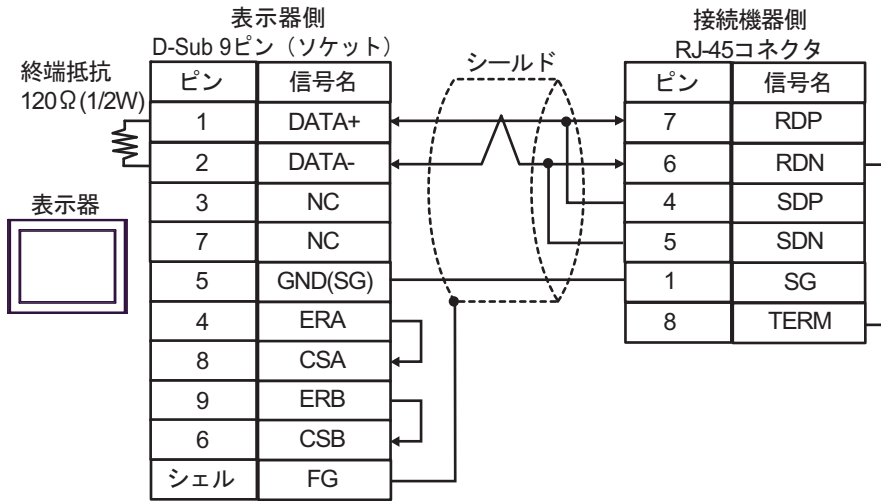 表示器側
D-Sub 9ピン（ソケット）
終端抵抗
120Ω(1/2W)
ピン 信号名
1 DATA+
2 DATA-
3 NC
7 NC
5 GND(SG)
4 ERA
8 CSA
9 ERB
6 CSB
シェル FG
表示器
シールド
接続機器側
RJ-45コネクタ
ピン 信号名
7 RDP
6 RDN
4 SDP
5 SDN
1 SG
8 TERM